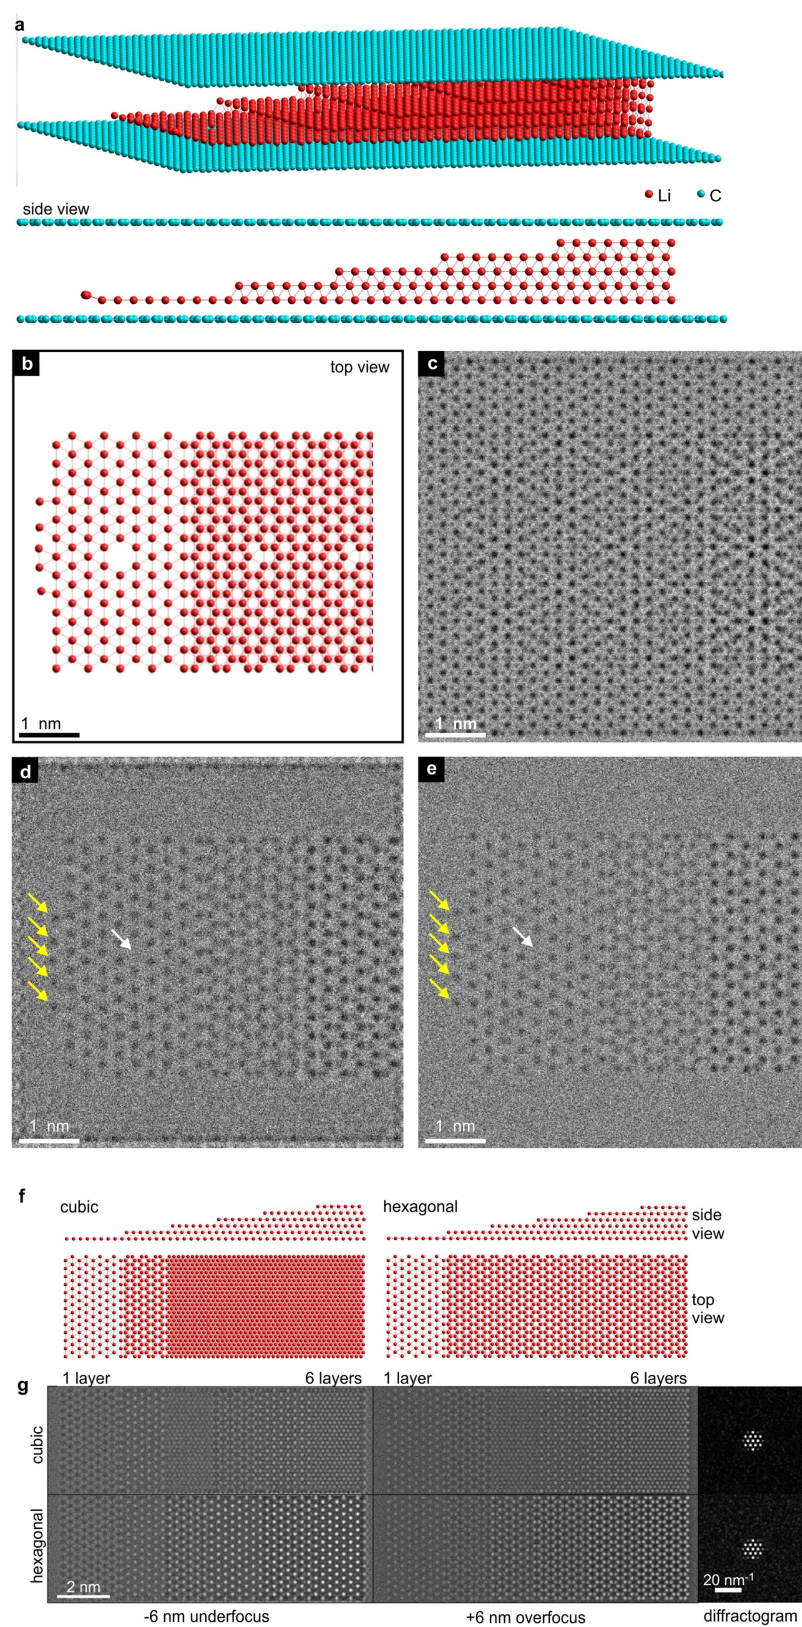 a
Li C
side view
b
top view
1 nm
c
1 nm
d
1 nm
e
1 nm
f
cubic
hexagonal
side
view
top
view
g
1 layer 6 layers
1 layer 6 layers
cubic
hexagonal
2 nm
20 nm-1
-6 nm underfocus
+6 nm overfocus
diffractogram